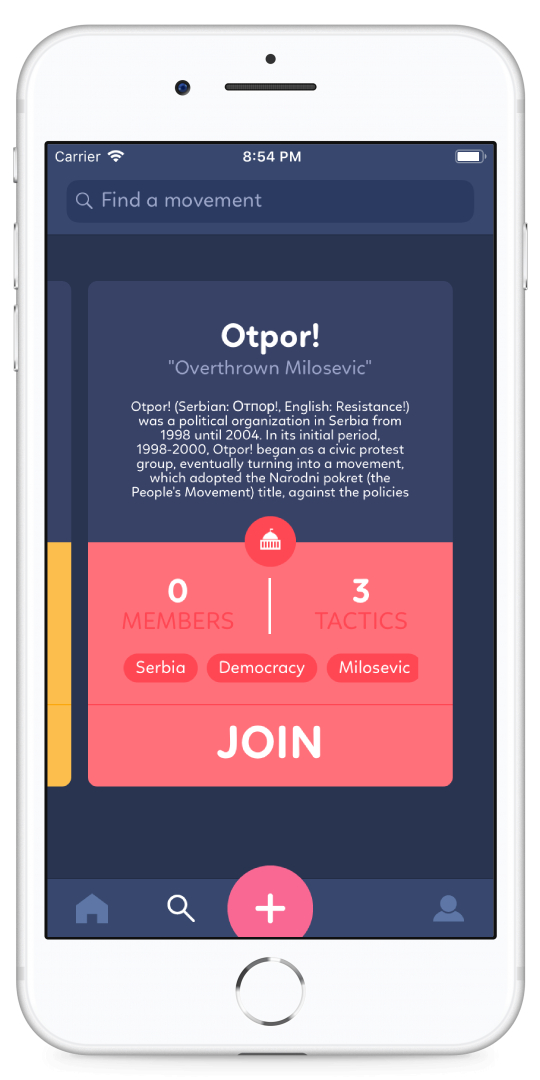 Carrier 8:54 PM
Find a movement
Otpor!
"Overthrown Milosevic"
Otpor! (Serbian: Отпор!, English: Resistance!)
was a political organization in Serbia from
1998 until 2004. In its initial period,
1998-2000, Otpor! began as a civic protest
group, eventually turning into a movement,
which adopted the Narodni pokret (the
People's Movement) title, against the policies
0 3
MEMBERS TACTICS
Serbia Democracy Milosevic
JOIN